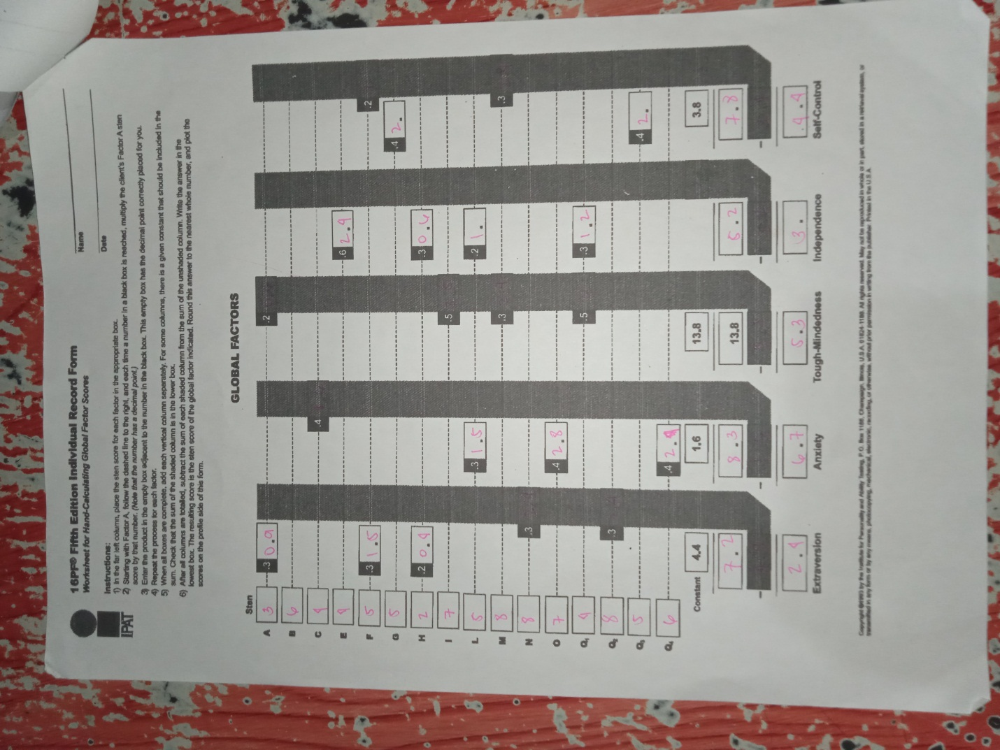 IPAT
16PF® Fifth Edition Individual Record Form
Worksheet for Hand-Calculating Global Factor Scores
Name
Date
Instructions:
1) In the far left column, place the sten score for each factor in the appropriate box.
2) Starting with Factor A, follow the dashed line to the right, and each time a number in a black box is reached, multiply the client's Factor A sten
score by that number. (Note that the number has a decimal point.)
3) Enter the product in the empty box adjacent to the number in the black box. This empty box has the decimal point correctly placed for you.
4) Repeat the process for each factor.
5) When all boxes are complete, add each vertical column separately. For some columns, there is a given constant that should be included in the
sum. Check that the sum of the shaded column is in the lower box.
6) After all columns are totalled, subtract the sum of each shaded column from the sum of the unshaded column. Write the answer in the
lowest box. The resulting score is the sten score of the global factor indicated. Round this answer to the nearest whole number, and plot the
scores on the profile side of this form.
GLOBAL FACTORS
Sten
A 3 .3 0.9 .2
B 6
C 4 .4
E 4 .6 2.4
F 5 .3 1.5 .2
G 5 .4 2.
H 2 .2 0.4 .3 0.6
I 7 .5
L 5 .3 1.5 .2 1.
M 8 .3 .3
N 8 .3
O 7 .4 2.8
Q1 4 .5 .3 1.2
Q2 8 .3
Q3 5 .4 2.
Q4 6 .4 2.4
Constant 4.4 1.6 13.8 3.8
7.2 8.3 13.8 5.2 7.8
2.4 6.7 5.3 3. 4.4
Extraversion Anxiety Tough-Mindedness Independence Self-Control
Copyright ©1993 by the Institute for Personality and Ability Testing, P.O. Box 1188, Champaign, Illinois, U.S.A. 61824-1188. All rights reserved. May not be reproduced in whole or in part, stored in a retrieval system, or
transmitted in any form or by any means, photocopying, mechanical, electronic, recording, or otherwise, without prior permission in writing from the publisher. Printed in the U.S.A.